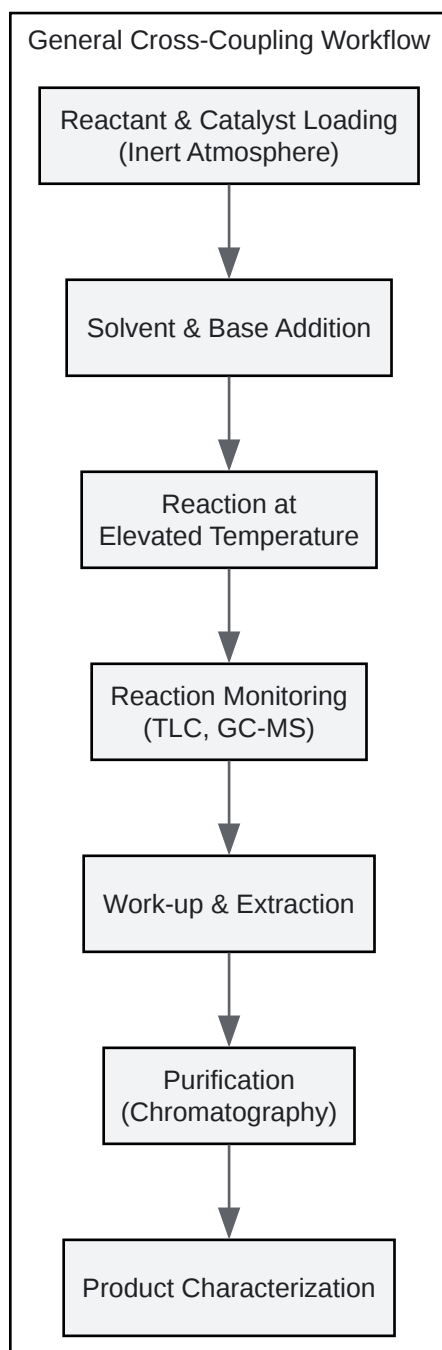 General Cross-Coupling Workflow
Reactant & Catalyst Loading
(Inert Atmosphere)
Solvent & Base Addition
Reaction at
Elevated Temperature
Reaction Monitoring
(TLC, GC-MS)
Work-up & Extraction
Purification
(Chromatography)
Product Characterization